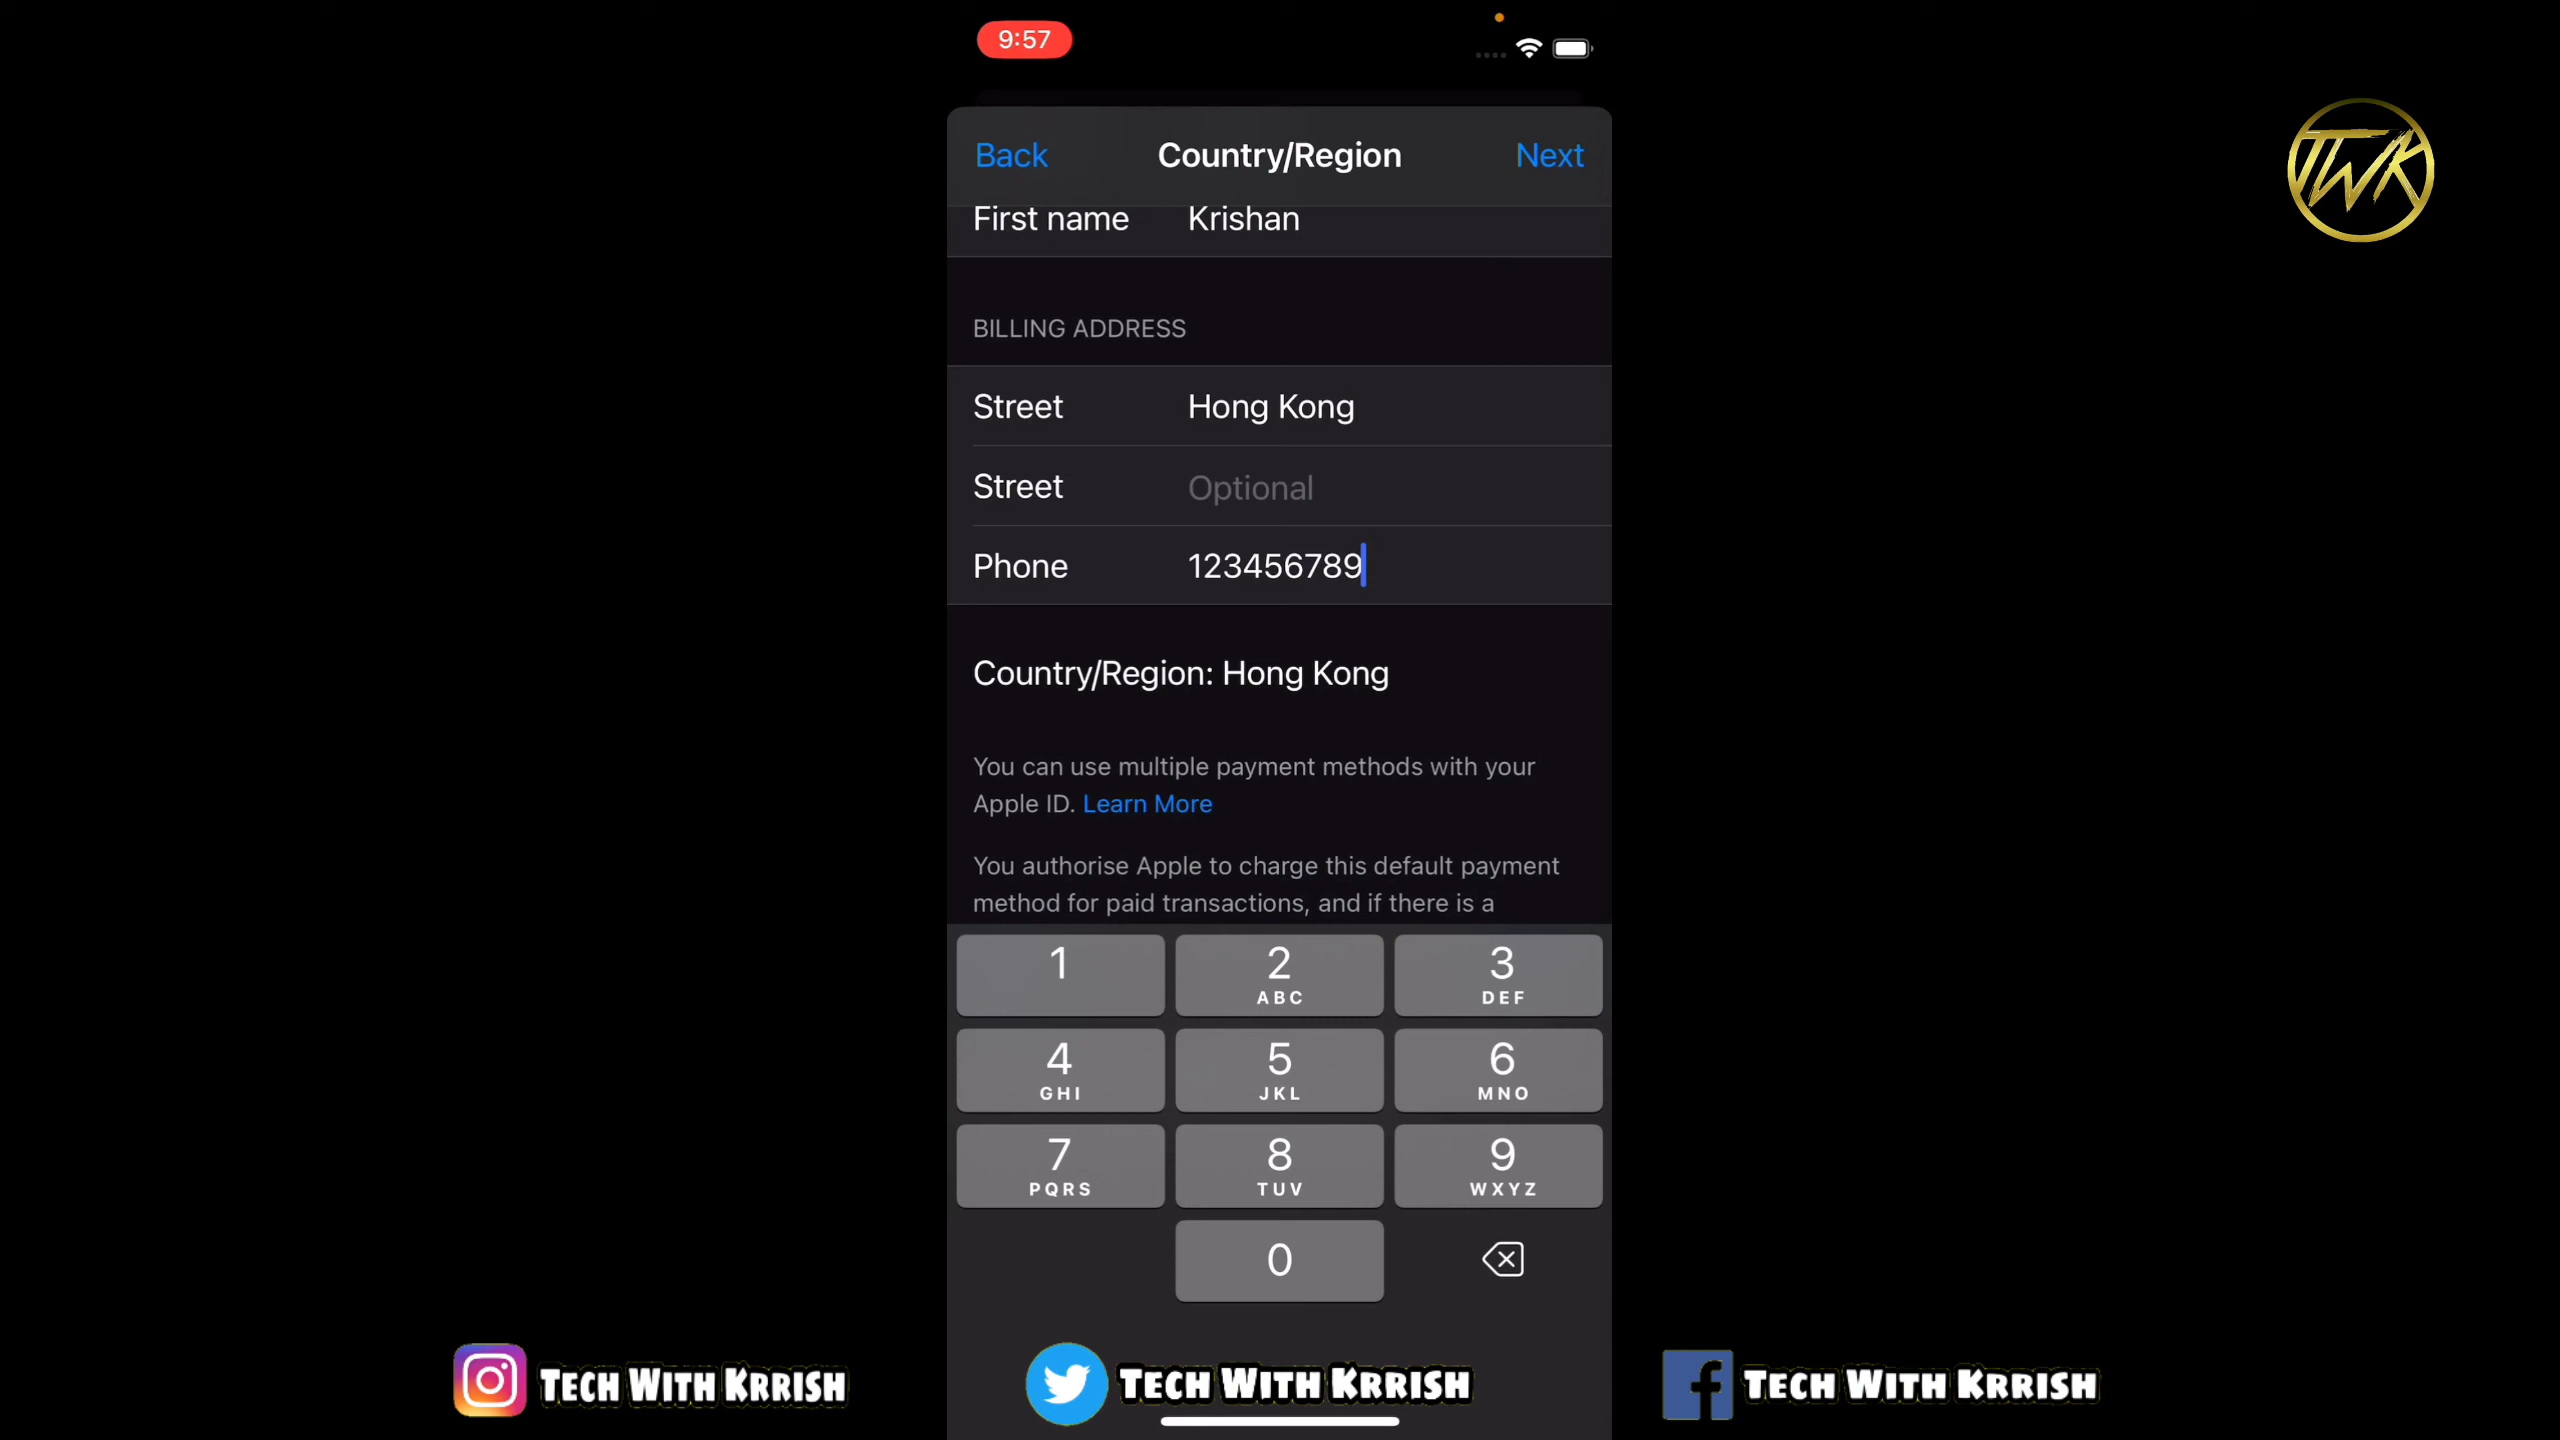 9:57
TWK
Back Country/Region Next
First name Krishan
BILLING ADDRESS
Street Hong Kong
Street Optional
Phone 123456789
Country/Region: Hong Kong
You can use multiple payment methods with your
Apple ID. Learn More
You authorise Apple to charge this default payment
method for paid transactions, and if there is a
1 2 ABC 3 DEF
4 GHI 5 JKL 6 MNO
7 PQRS 8 TUV 9 WXYZ
0
TECH WITH KRRISH TECH WITH KRRISH TECH WITH KRRISH